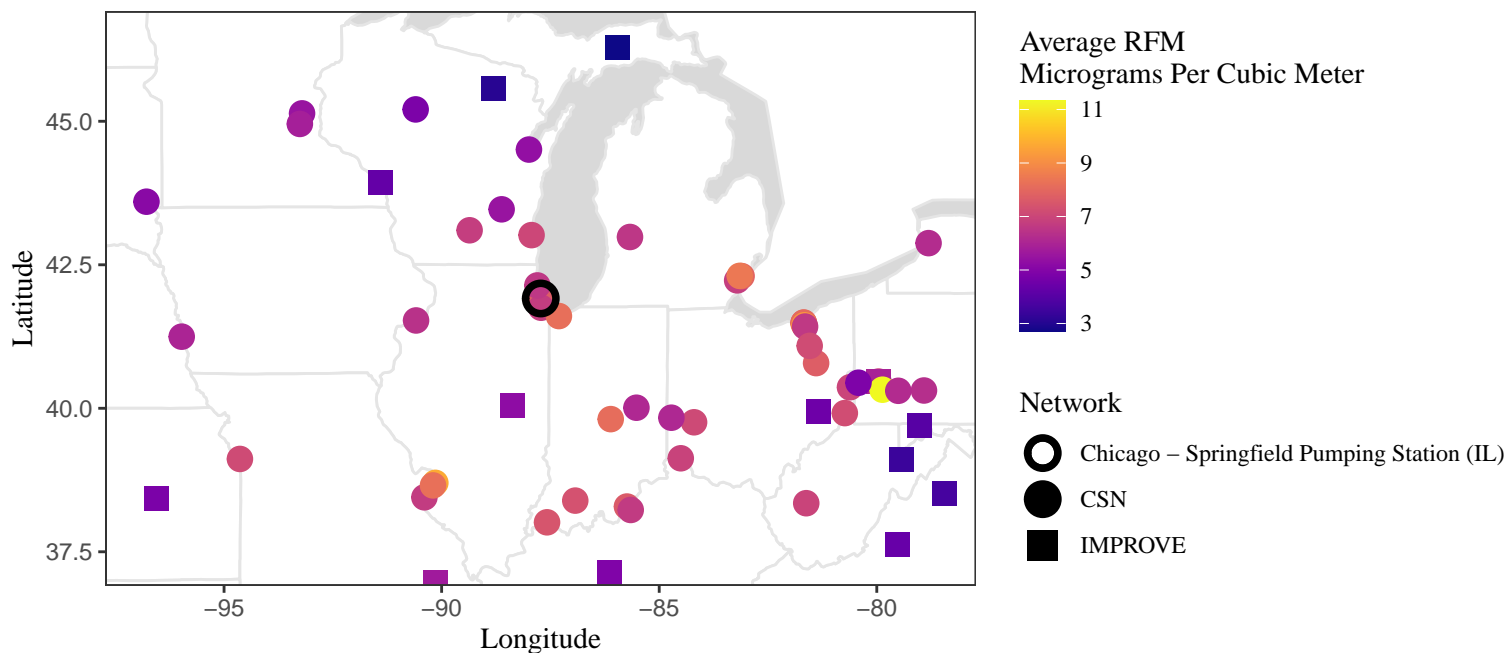 45.0
42.5
40.0
37.5
Latitude
−95
−90
−85
−80
Longitude
Average RFM
Micrograms Per Cubic Meter
11
9
7
5
3
Network
Chicago – Springfield Pumping Station (IL)
CSN
IMPROVE